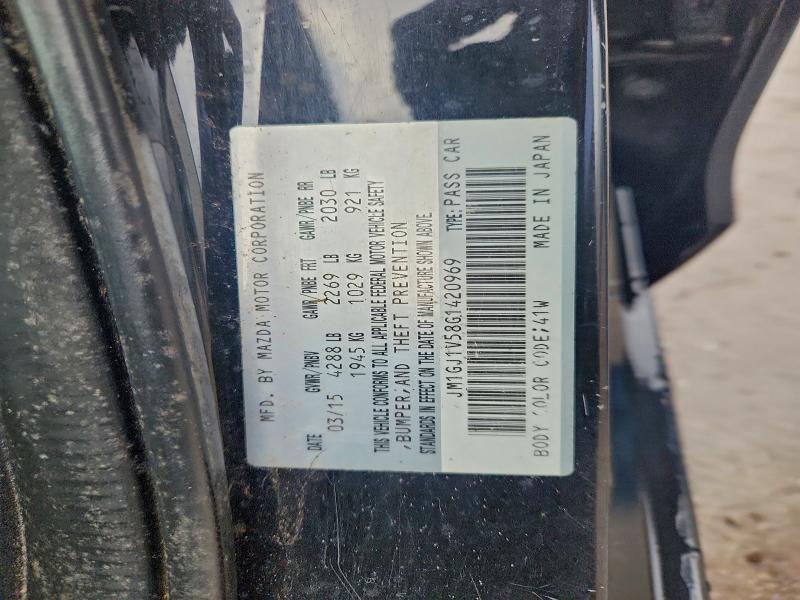 MFD. BY MAZDA MOTOR CORPORATION
DATE GVWR/PNBV GAWR/PNBE FRT GAWR/PNBE RR
03/15 4288 LB 2269 LB 2030 LB
1945 KG 1029 KG 921 KG
THIS VEHICLE CONFORMS TO ALL APPLICABLE FEDERAL MOTOR VEHICLE SAFETY
,BUMPER,AND THEFT PREVENTION
STANDARDS IN EFFECT ON THE DATE OF MANUFACTURE SHOWN ABOVE
JM1GJ1V58G1420969 TYPE:PASS CAR
BODY COLOR CODE;41W MADE IN JAPAN